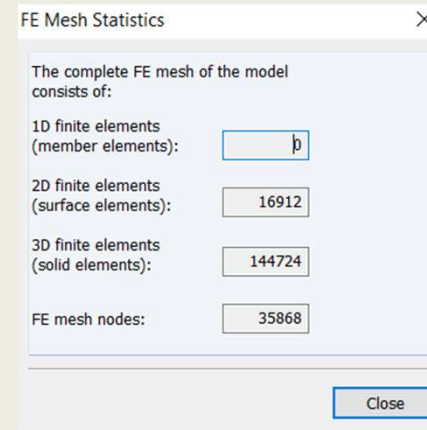 FE Mesh Statistics
The complete FE mesh of the model
consists of:
1D finite elements
(member elements): 0
2D finite elements
(surface elements): 16912
3D finite elements
(solid elements): 144724
FE mesh nodes: 35868
Close